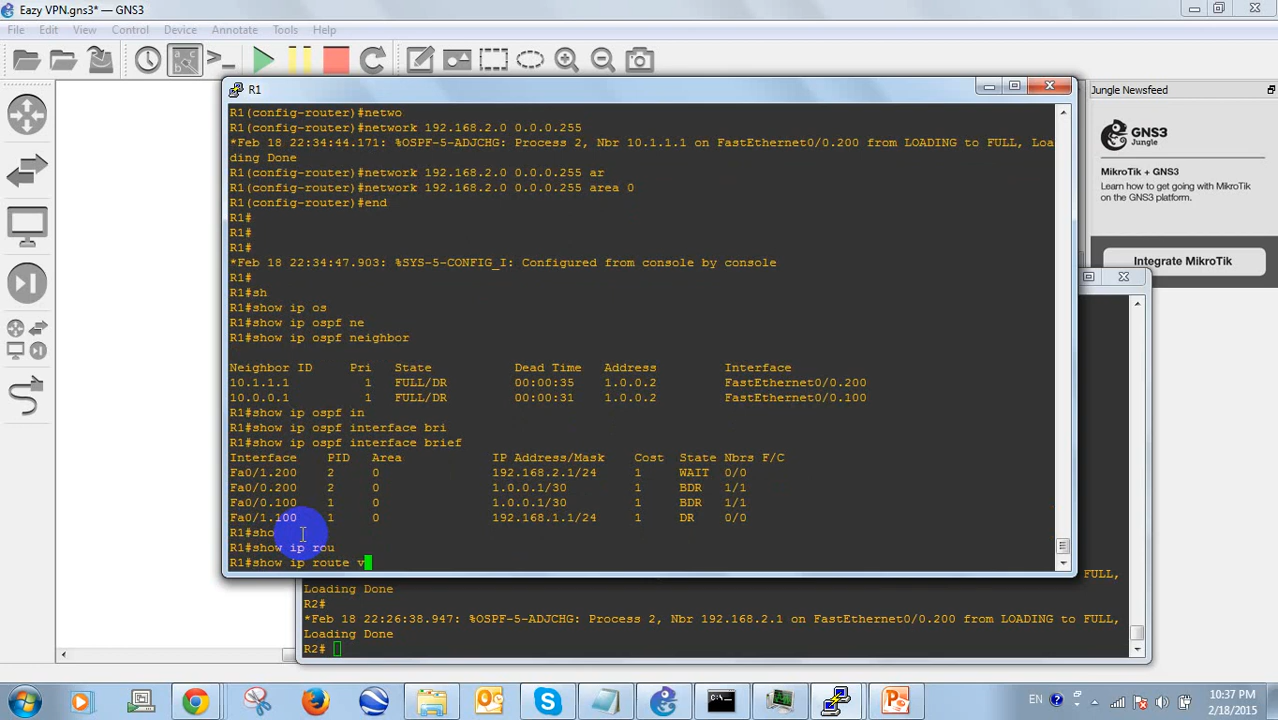 Eazy VPN.gns3* — GNS3
File Edit View Control Device Annotate Tools Help
R1
Jungle Newsfeed
R1(config-router)#netwo
R1(config-router)#network 192.168.2.0 0.0.0.255
*Feb 18 22:34:44.171: %OSPF-5-ADJCHG: Process 2, Nbr 10.1.1.1 on FastEthernet0/0.200 from LOADING to FULL, Loa
ding Done
R1(config-router)#network 192.168.2.0 0.0.0.255 ar
R1(config-router)#network 192.168.2.0 0.0.0.255 area 0
R1(config-router)#end
R1#
R1#
R1#
*Feb 18 22:34:47.903: %SYS-5-CONFIG_I: Configured from console by console
R1#
R1#sh
R1#show ip os
R1#show ip ospf ne
R1#show ip ospf neighbor
Neighbor ID Pri State Dead Time Address Interface
10.1.1.1 1 FULL/DR 00:00:35 1.0.0.2 FastEthernet0/0.200
10.0.0.1 1 FULL/DR 00:00:31 1.0.0.2 FastEthernet0/0.100
R1#show ip ospf in
R1#show ip ospf interface bri
R1#show ip ospf interface brief
Interface PID Area IP Address/Mask Cost State Nbrs F/C
Fa0/1.200 2 0 192.168.2.1/24 1 WAIT 0/0
Fa0/0.200 2 0 1.0.0.1/30 1 BDR 1/1
Fa0/0.100 1 0 1.0.0.1/30 1 BDR 1/1
Fa0/1.100 1 0 192.168.1.1/24 1 DR 0/0
R1#sho
R1#show ip rou
R1#show ip route v
GNS3
Jungle
MikroTik + GNS3
Learn how to get going with MikroTik
on the GNS3 platform.
Integrate MikroTik
FULL,
Loading Done
R2#
*Feb 18 22:26:38.947: %OSPF-5-ADJCHG: Process 2, Nbr 192.168.2.1 on FastEthernet0/0.200 from LOADING to FULL,
Loading Done
R2#
EN
10:37 PM
2/18/2015